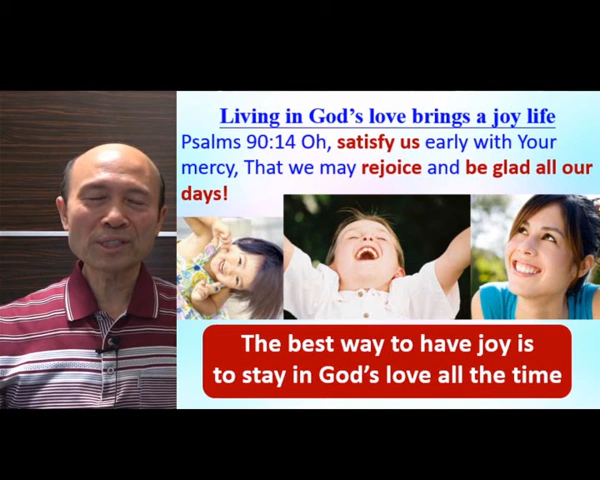 Living in God's love brings a joy life
Psalms 90:14 Oh, satisfy us early with Your
mercy, That we may rejoice and be glad all our
days!
The best way to have joy is
to stay in God's love all the time